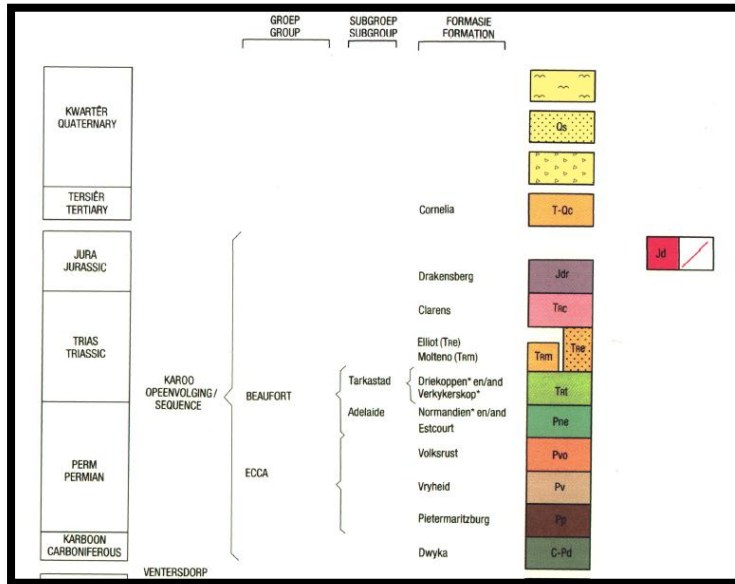 GROEP
GROUP
SUBGROEP
SUBGROUP
FORMASIE
FORMATION
KWARTÊR
QUATERNARY
Qs
TERSIÊR
TERTIARY
Cornelia
T-Qc
JURA
JURASSIC
Jd
Drakensberg
Jdr
Clarens
TRc
TRIAS
TRIASSIC
Elliot (TRe)
Molteno (TRm)
TRm
TRe
KAROO
OPEENVOLGING/
SEQUENCE
BEAUFORT
Tarkastad
Driekoppen* en/and
Verkykerskop*
TRt
Adelaide
Normandien* en/and
Estcourt
Pne
PERM
PERMIAN
ECCA
Volksrust
Pvo
Vryheid
Pv
Pietermaritzburg
Pp
KARBOON
CARBONIFEROUS
Dwyka
C-Pd
VENTERSDORP